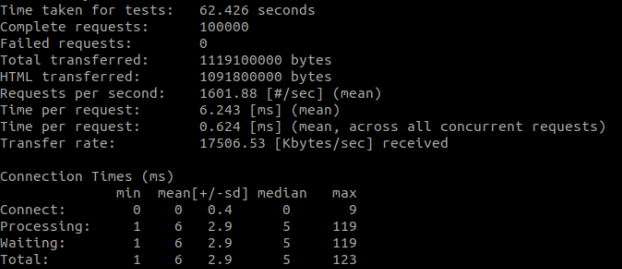 Time taken for tests:   62.426 seconds
Complete requests:      100000
Failed requests:        0
Total transferred:      1119100000 bytes
HTML transferred:       1091800000 bytes
Requests per second:    1601.88 [#/sec] (mean)
Time per request:       6.243 [ms] (mean)
Time per request:       0.624 [ms] (mean, across all concurrent requests)
Transfer rate:          17506.53 [Kbytes/sec] received

Connection Times (ms)
              min  mean[+/-sd] median   max
Connect:        0    0   0.4      0       9
Processing:     1    6   2.9      5     119
Waiting:        1    6   2.9      5     119
Total:          1    6   2.9      5     123